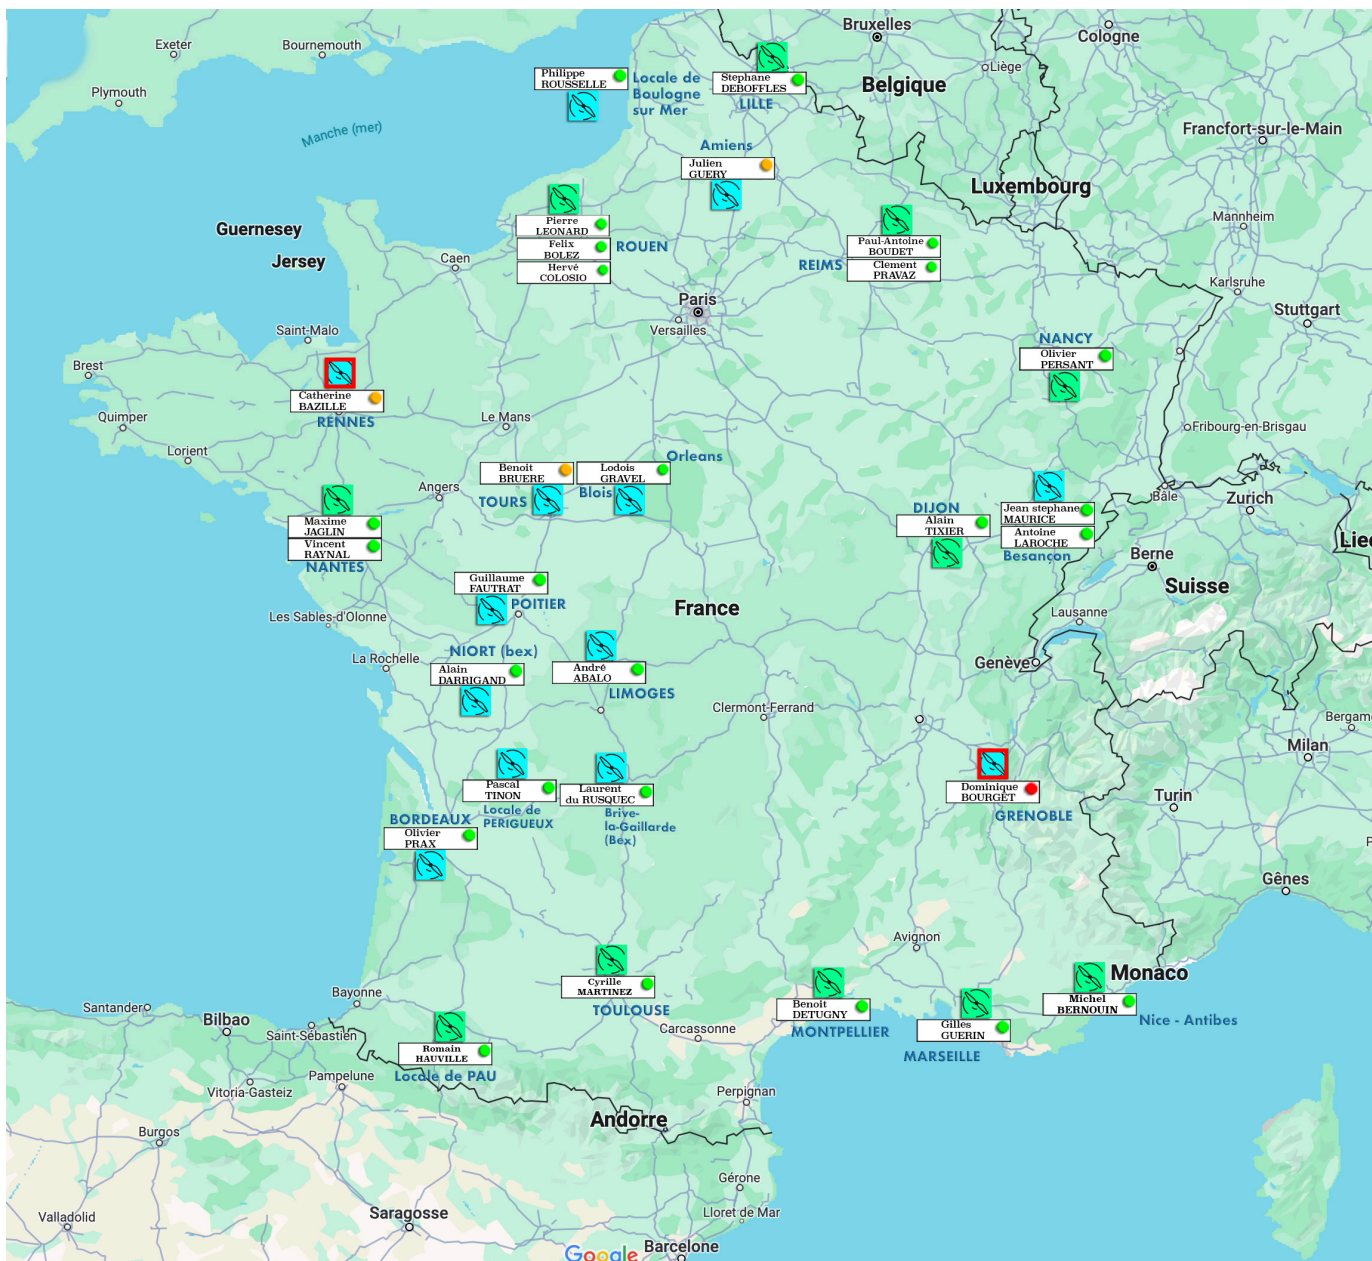 Bruxelles
Exeter
Bournemouth
Cologne
Liège
Philippe
ROUSSELLE
Locale de
Boulogne
sur Mer
Stephane
DEBOFFLES
LILLE
Belgique
Plymouth
Manche (mer)
Francfort-sur-le-Main
Amiens
Julien
GUERY
Luxembourg
Mannheim
Guernesey
Jersey
Pierre
LEONARD
Felix
BOLEZ
Hervé
COLOSIO
ROUEN
Caen
Paul-Antoine
BOUDET
Clement
PRAVAZ
REIMS
Karlsruhe
Stuttgart
Paris
Versailles
Saint-Malo
NANCY
Olivier
PERSANT
Brest
Catherine
BAZILLE
RENNES
Quimper
Le Mans
Fribourg-en-Brisgau
Lorient
Orleans
Benoit
BRUERE
Lodois
GRAVEL
Angers
TOURS
Blois
Bâle
Zurich
Maxime
JAGLIN
Vincent
RAYNAL
NANTES
DIJON
Alain
TIXIER
Jean stephane
MAURICE
Antoine
LAROCHE
Besançon
Liec
Berne
Suisse
Guillaume
FAUTRAT
POITIER
France
Les Sables-d'Olonne
Lausanne
NIORT (bex)
La Rochelle
Alain
DARRIGAND
André
ABALO
LIMOGES
Genève
Clermont-Ferrand
Bergame
Milan
Pascal
TINON
Locale de
PERIGUEUX
Laurent
du RUSQUEC
Brive-
la-Gaillarde
(Bex)
Dominique
BOURGET
GRENOBLE
Turin
BORDEAUX
Olivier
PRAX
P
Gênes
Avignon
Cyrille
MARTINEZ
TOULOUSE
Benoit
DETUGNY
MONTPELLIER
Gilles
GUERIN
MARSEILLE
Michel
BERNOUIN
Monaco
Nice - Antibes
Bayonne
Santander
Bilbao
Saint-Sébastien
Carcassonne
Romain
HAUVILLE
Locale de PAU
Pampelune
Vitoria-Gasteiz
Perpignan
Andorre
Burgos
Gérone
Lloret de Mar
Valladolid
Saragosse
Google
Barcelone